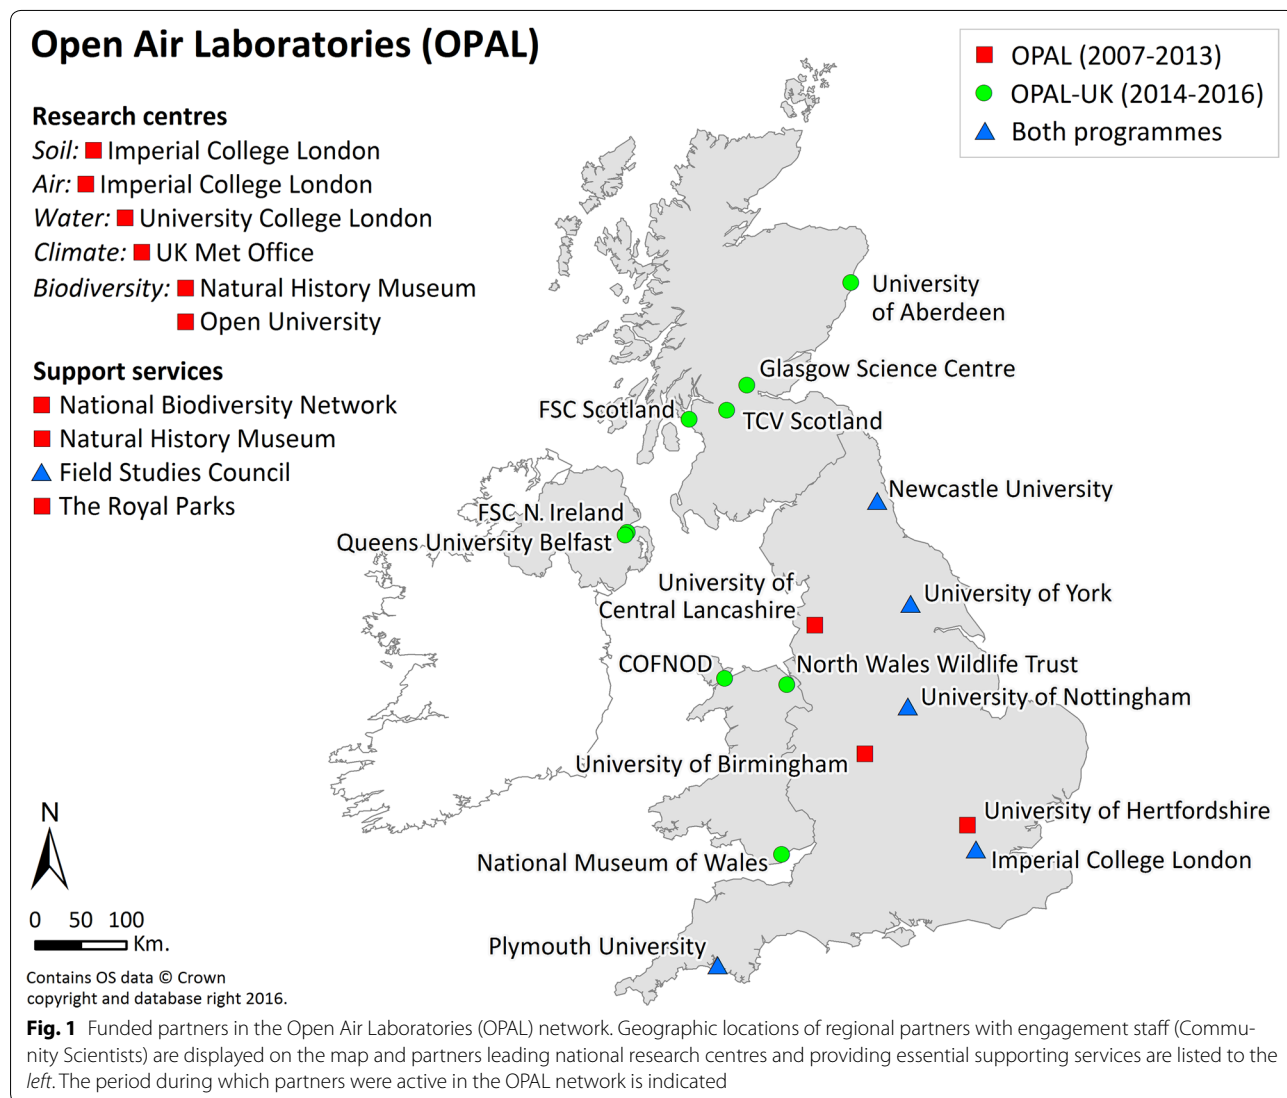 Open Air Laboratories (OPAL)
OPAL (2007-2013)
OPAL-UK (2014-2016)
Both programmes
Research centres
Soil: Imperial College London
Air: Imperial College London
Water: University College London
Climate: UK Met Office
Biodiversity: Natural History Museum
Open University
Support services
National Biodiversity Network
Natural History Museum
Field Studies Council
The Royal Parks
University
of Aberdeen
Glasgow Science Centre
FSC Scotland
TCV Scotland
Newcastle University
FSC N. Ireland
Queens University Belfast
University of
Central Lancashire
University of York
COFNOD
North Wales Wildlife Trust
University of Nottingham
University of Birmingham
University of Hertfordshire
Imperial College London
National Museum of Wales
Plymouth University
N
0 50 100
Km.
Contains OS data © Crown
copyright and database right 2016.
Fig. 1 Funded partners in the Open Air Laboratories (OPAL) network. Geographic locations of regional partners with engagement staff (Commu-
nity Scientists) are displayed on the map and partners leading national research centres and providing essential supporting services are listed to the
left. The period during which partners were active in the OPAL network is indicated